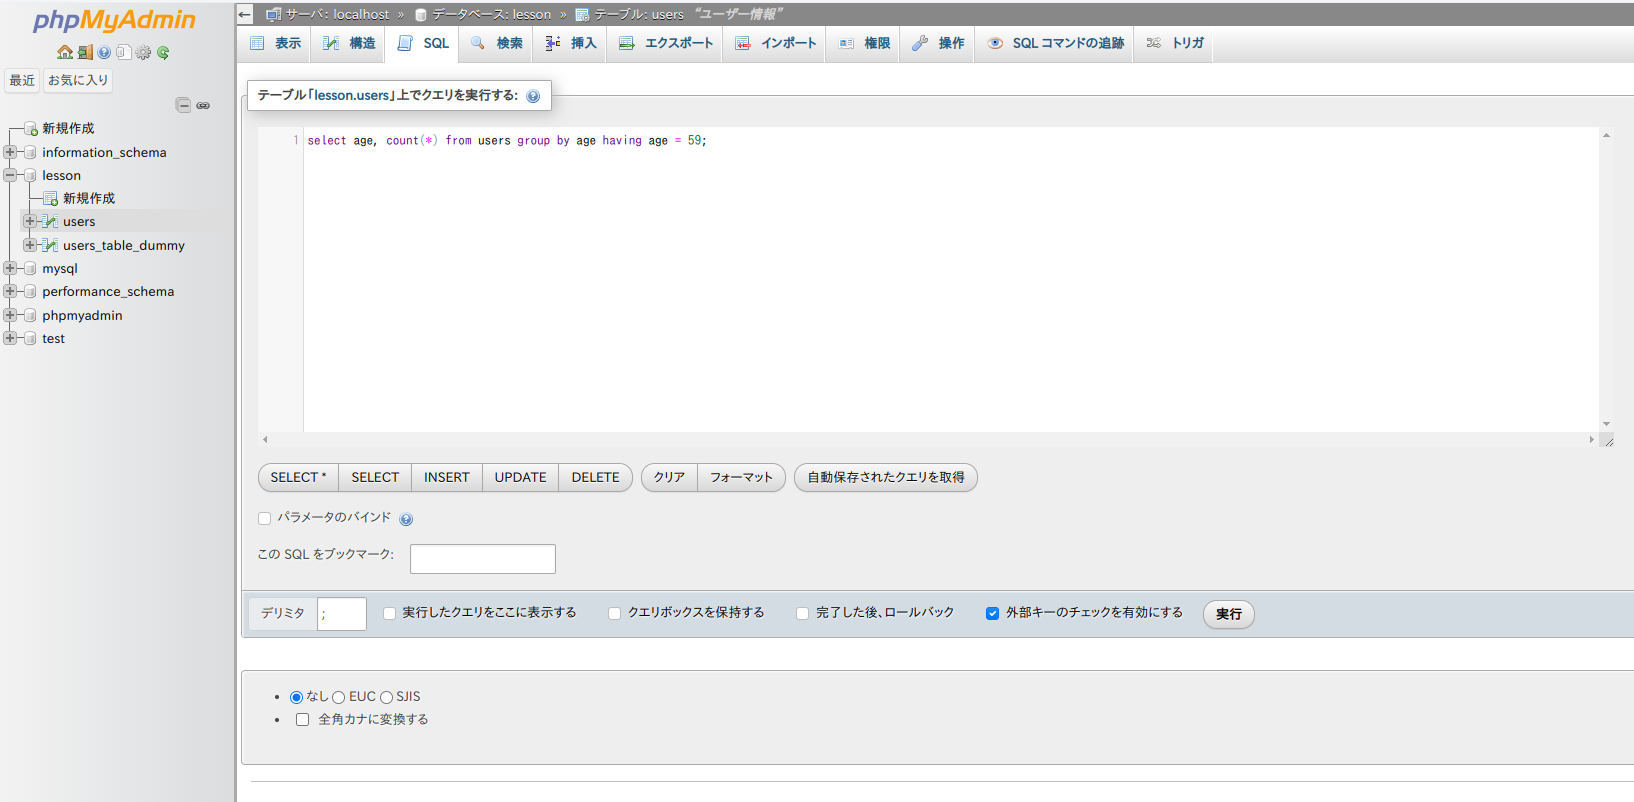 phpMyAdmin
最近 お気に入り
新規作成
information_schema
lesson
新規作成
users
users_table_dummy
mysql
performance_schema
phpmyadmin
test
サーバ: localhost » データベース: lesson » テーブル: users “ユーザー情報”
表示 構造 SQL 検索 挿入 エクスポート インポート 権限 操作 SQL コマンドの追跡 トリガ
テーブル「lesson.users」上でクエリを実行する:
1 select age, count(*) from users group by age having age = 59;
SELECT * SELECT INSERT UPDATE DELETE クリア フォーマット 自動保存されたクエリを取得
パラメータのバインド
この SQL をブックマーク:
デリミタ ; 実行したクエリをここに表示する クエリボックスを保持する 完了した後、ロールバック 外部キーのチェックを有効にする 実行
なし EUC SJIS
全角カナに変換する